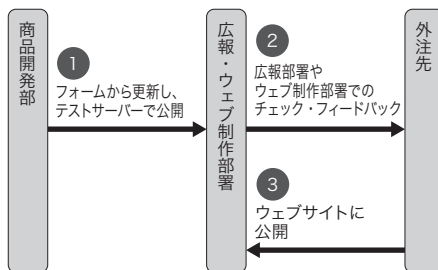 商品開発部
1
フォームから更新し、
テストサーバーで公開
広報・ウェブ制作部署
2
広報部署や
ウェブ制作部署での
チェック・フィードバック
3
ウェブサイトに
公開
外注先